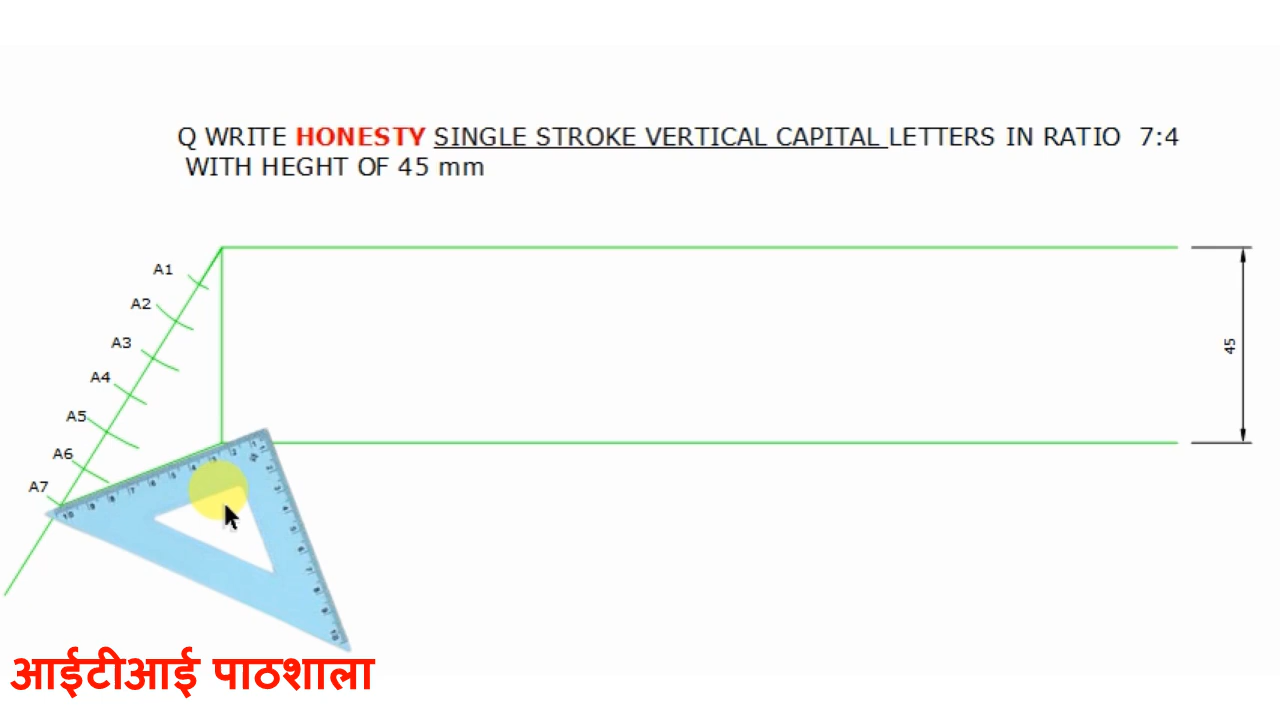 Q WRITE HONESTY SINGLE STROKE VERTICAL CAPITAL LETTERS IN RATIO 7:4
WITH HEGHT OF 45 mm
A1
A2
A3
A4
A5
A6
A7
45
आईटीआई पाठशाला